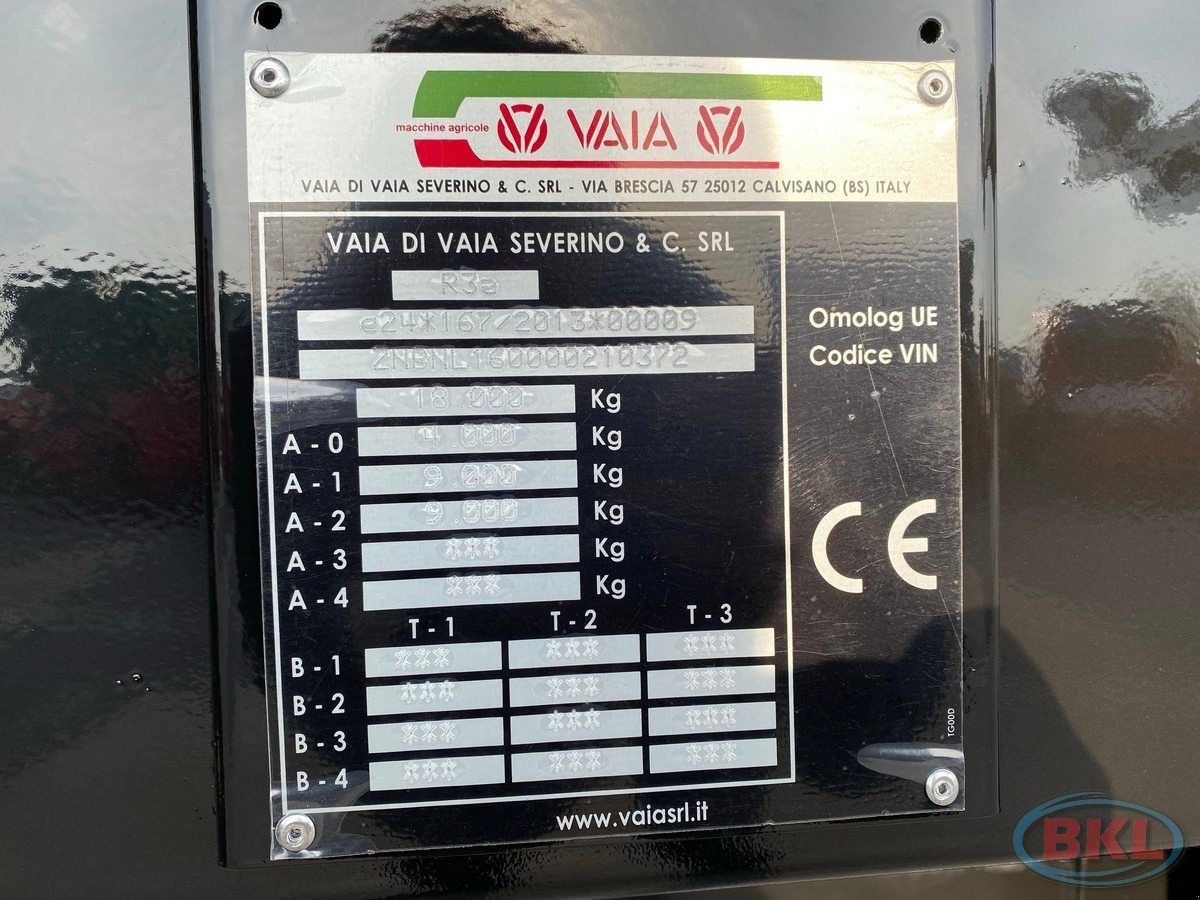 macchine agricole VAIA
VAIA DI VAIA SEVERINO & C. SRL - VIA BRESCIA 57 25012 CALVISANO (BS) ITALY
VAIA DI VAIA SEVERINO & C. SRL
R3a
e24*167/2013*00009 Omolog UE
ZNBNL160000210372 Codice VIN
18.000 Kg
A - 0 4.000 Kg
A - 1 9.000 Kg
A - 2 9.000 Kg
A - 3 *** Kg
A - 4 *** Kg
CE
T - 1 T - 2 T - 3
B - 1 *** *** ***
B - 2 *** *** ***
B - 3 *** *** ***
B - 4 *** *** ***
TG00D
www.vaiasrl.it
BKL